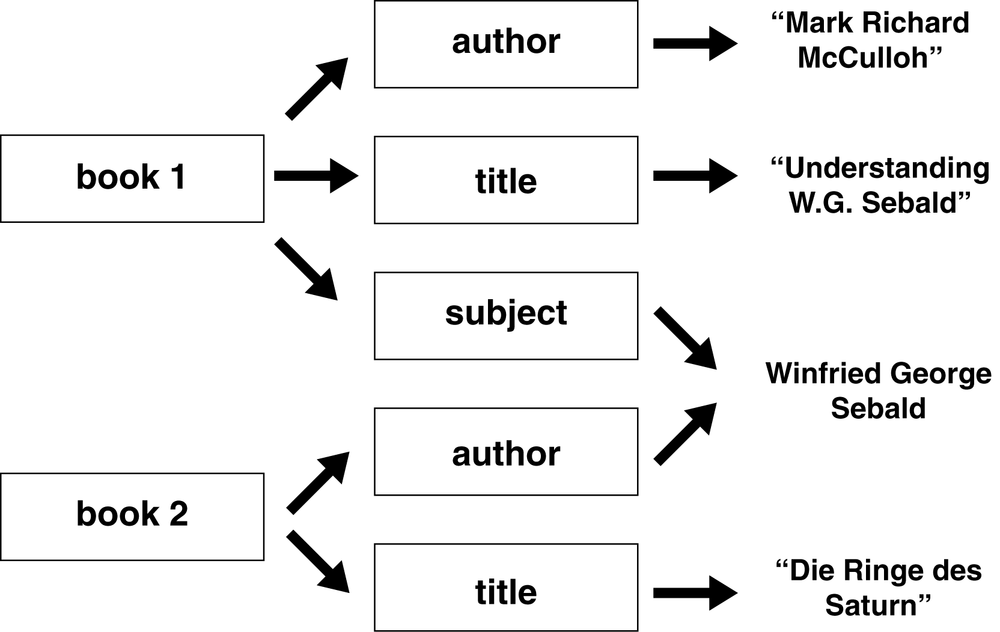 author
“Mark Richard
McCulloh”
book 1
title
“Understanding
W.G. Sebald”
subject
Winfried George
Sebald
author
book 2
title
“Die Ringe des
Saturn”